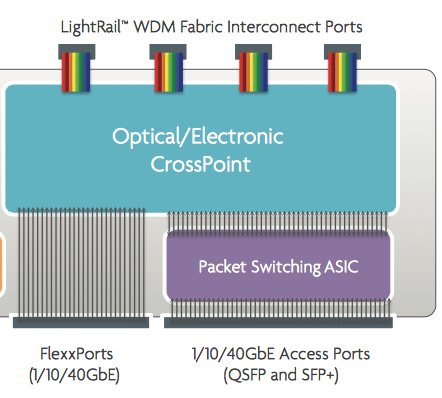 LightRail™ WDM Fabric Interconnect Ports
Optical/Electronic
CrossPoint
Packet Switching ASIC
FlexxPorts
(1/10/40GbE)
1/10/40GbE Access Ports
(QSFP and SFP+)